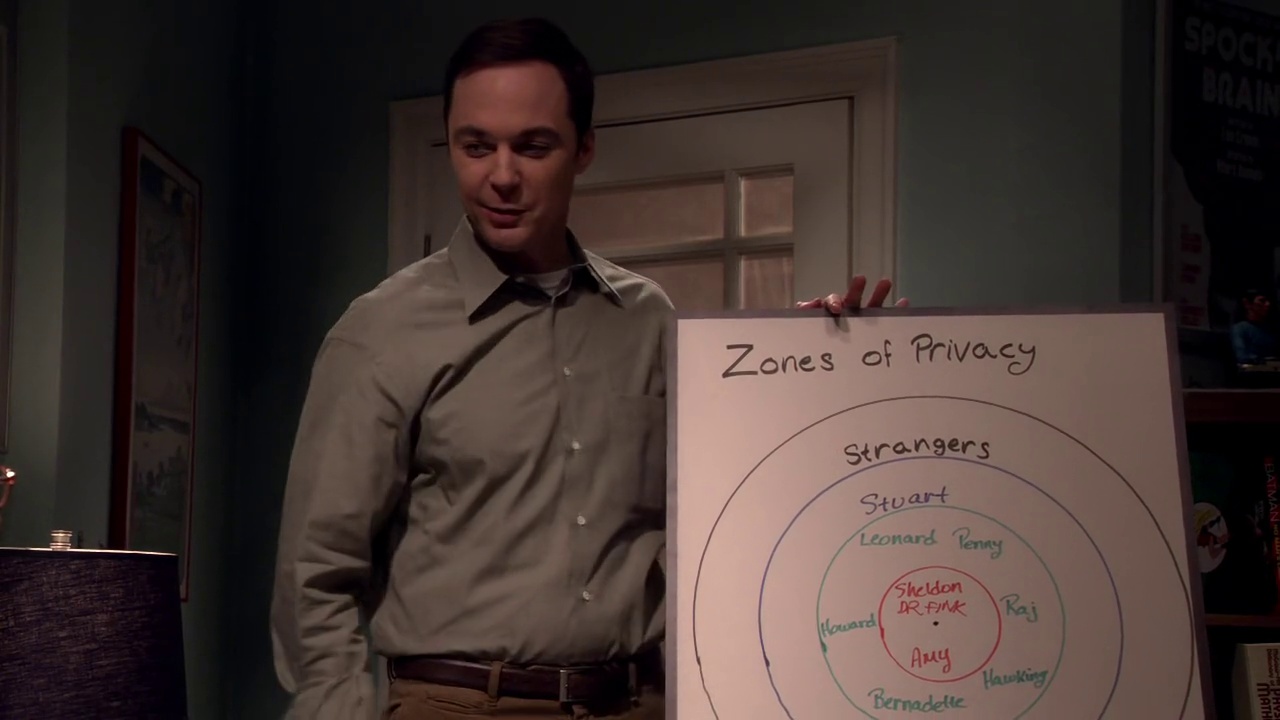 SPOCK'S
BRAIN
Zones of Privacy
Strangers
Stuart
Leonard Penny
Sheldon
DR FINK
Howard
Raj
Amy
Hawking
Bernadette